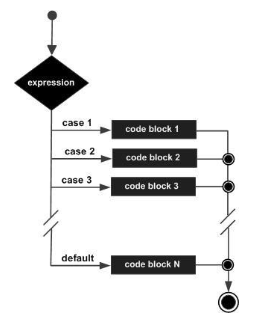 expression
case 1
code block 1
case 2
code block 2
case 3
code block 3
default
code block N